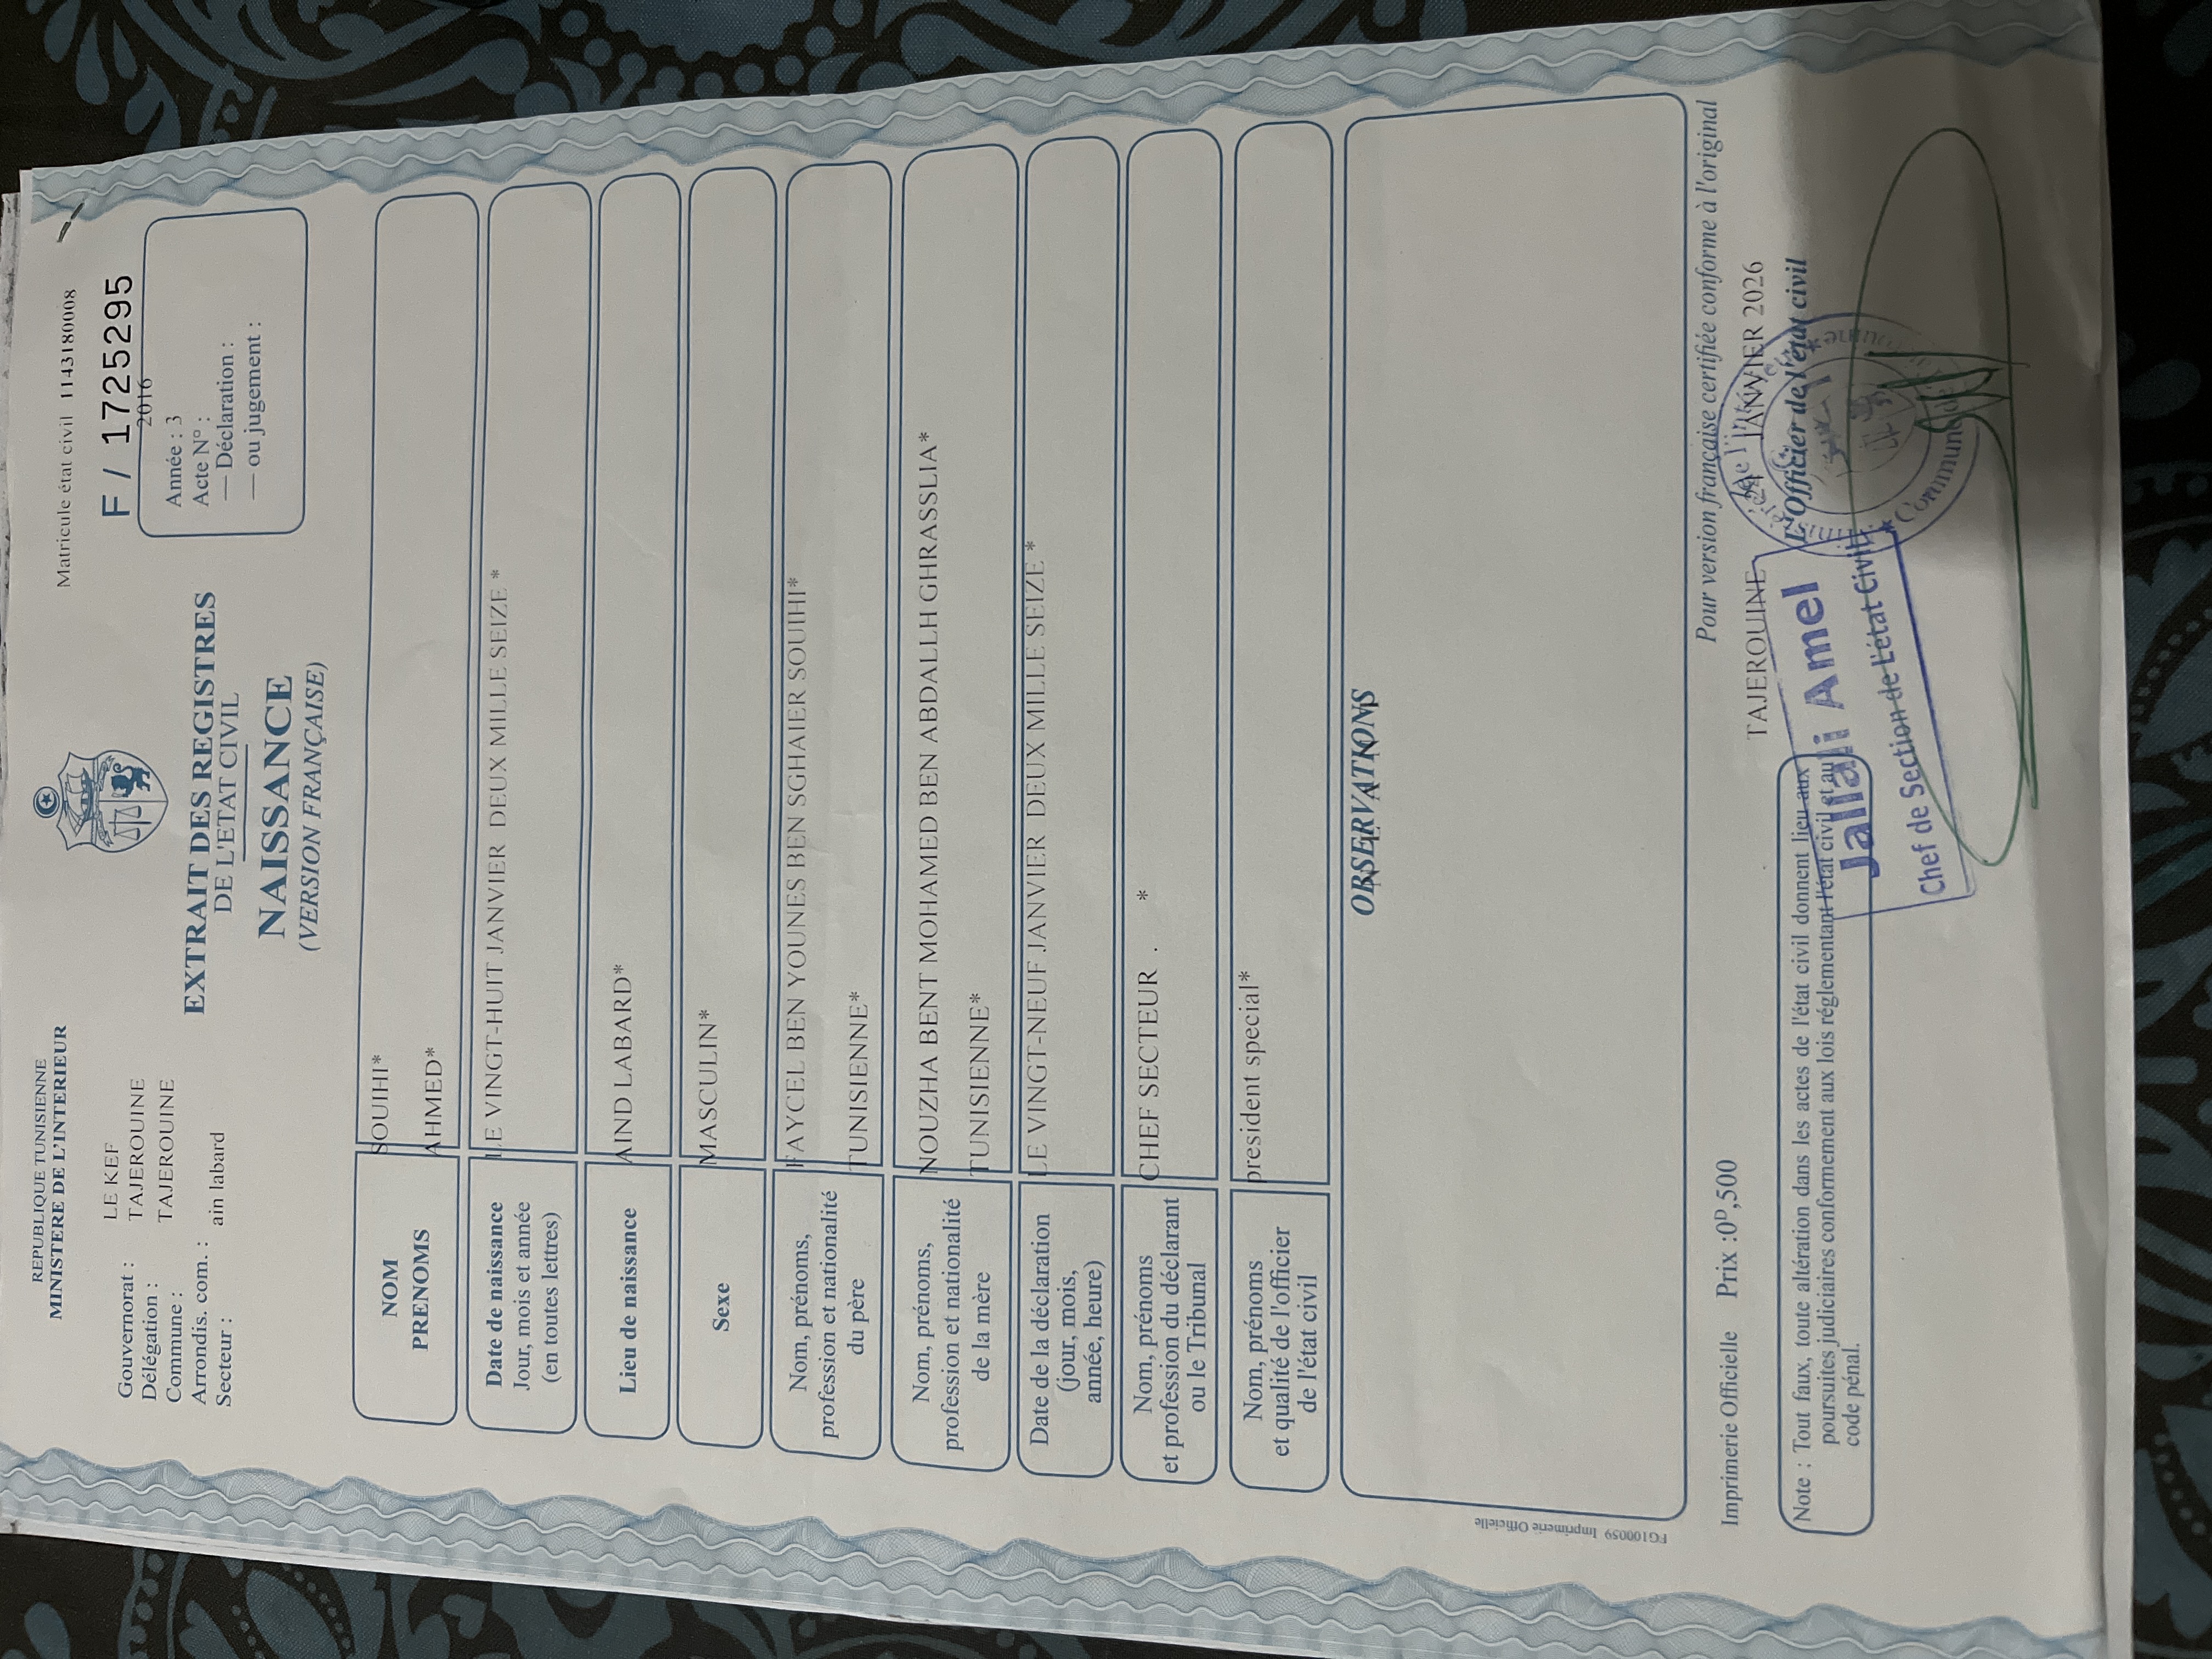 REPUBLIQUE TUNISIENNE
MINISTERE DE L'INTERIEUR
Matricule état civil 1143180008
Gouvernorat : LE KEF
Délégation : TAJEROUINE
Commune : TAJEROUINE
Arrondis. com. :
Secteur : ain labard
F / 1725295
2016
Année : 3
Acte N° :
— Déclaration :
— ou jugement :
EXTRAIT DES REGISTRES
DE L'ETAT CIVIL
NAISSANCE
(VERSION FRANÇAISE)
NOM SOUIHI*
PRENOMS AHMED*
Date de naissance
Jour, mois et année
(en toutes lettres)
LE VINGT-HUIT JANVIER DEUX MILLE SEIZE *
Lieu de naissance AIND LABARD*
Sexe MASCULIN*
Nom, prénoms,
profession et nationalité
du père
FAYCEL BEN YOUNES BEN SGHAIER SOUIHI*
TUNISIENNE*
Nom, prénoms,
profession et nationalité
de la mère
NOUZHA BENT MOHAMED BEN ABDALLH GHRASSLIA*
TUNISIENNE*
Date de la déclaration
(jour, mois,
année, heure)
LE VINGT-NEUF JANVIER DEUX MILLE SEIZE *
Nom, prénoms
et profession du déclarant
ou le Tribunal
CHEF SECTEUR . *
Nom, prénoms
et qualité de l'officier
de l'état civil
president special*
OBSERVATIONS
FG100059 Imprimerie Officielle
Pour version française certifiée conforme à l'original
Imprimerie Officielle Prix :0ᴰ,500
TAJEROUINE JANVIER 2026
L'Officier de l'état civil
Note : Tout faux, toute altération dans les actes de l'état civil donnent lieu aux
poursuites judiciaires conformement aux lois réglementant l'état civil et au
code pénal.
Jallali Amel
Chef de Section de L'état Civil
Commune